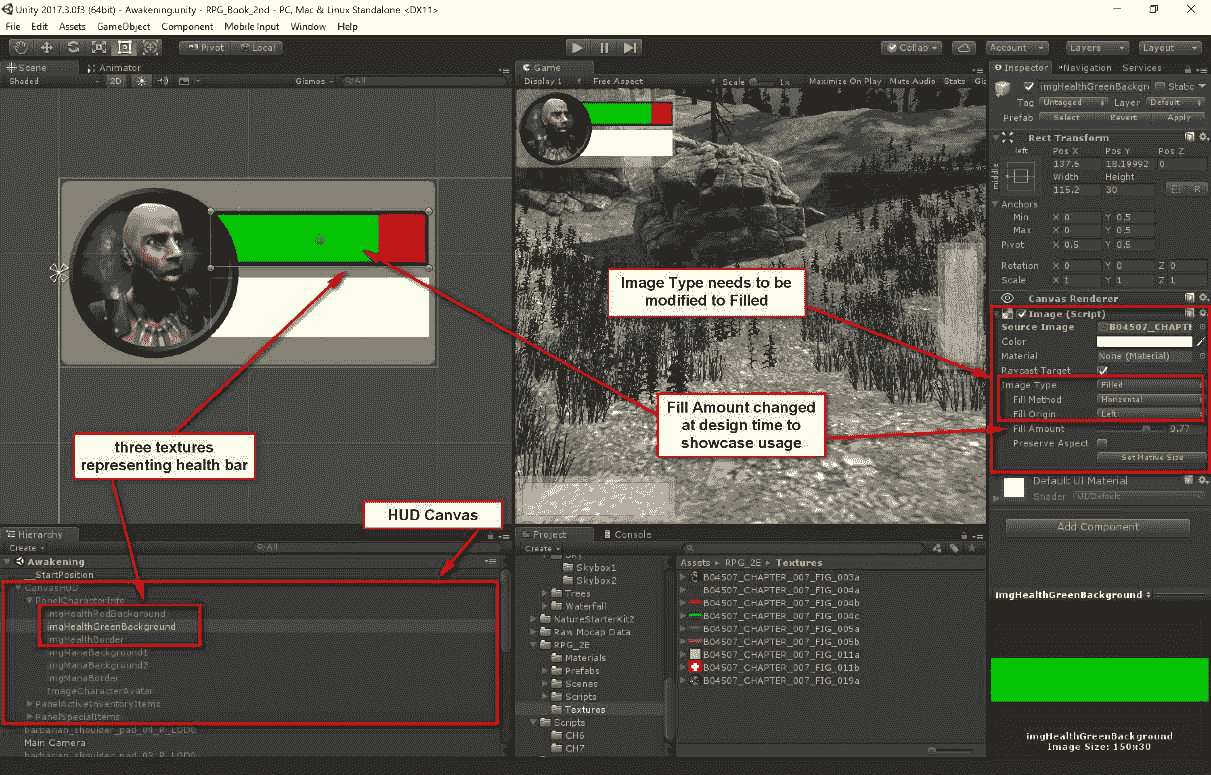 Unity 2017.3.0f3 (64bit) - Awakening.unity - RPG_Book_2nd - PC, Mac & Linux Standalone <DX11>
File Edit Assets GameObject Component Mobile Input Window Help
Pivot Local
Collab Account Layers Layout
Scene Animator
Shaded 2D Gizmos All
Game
Display 1 Free Aspect Scale 1x Maximize On Play Mute Audio Stats
Inspector Navigation Services
imgHealthGreenBackgr Static
Tag Untagged Layer Default
Prefab Select Revert Apply
Rect Transform
left Pos X Pos Y Pos Z
middle 137.6 18.19992 0
Width Height
115.2 30
R
Anchors
Min X 0 Y 0.5
Max X 0 Y 0.5
Pivot X 0.5 Y 0.5
Rotation X 0 Y 0 Z 0
Scale X 1 Y 1 Z 1
Canvas Renderer
Image (Script)
Source Image B04507_CHAPT
Color
Material None (Material)
Raycast Target
Image Type Filled
Fill Method Horizontal
Fill Origin Left
Fill Amount 0.77
Preserve Aspect
Set Native Size
Default UI Material
Shader UI/Default
Add Component
Image Type needs to be
modified to Filled
Fill Amount changed
at design time to
showcase usage
three textures
representing health bar
HUD Canvas
Hierarchy
Create All
Awakening
__StartPosition
CanvasHUD
PanelCharacterInfo
imgHealthRedBackground
imgHealthGreenBackground
imgHealthBorder
imgManaBackground1
imgManaBackground2
imgManaBorder
ImageCharacterAvatar
PanelActiveInventoryItems
PanelSpecialItems
barbarian_shoulder_pad_04_R_LOD0
Main Camera
barbarian_shoulder_pad_03_R_LOD0
Project Console
Create
Sky
Skybox1
Skybox2
Trees
Waterfall
NatureStarterKit2
Raw Mocap Data
RPG_2E
Materials
Prefabs
Scenes
Scripts
Textures
Scripts
CH6
CH7
Assets RPG_2E Textures
B04507_CHAPTER_007_FIG_003a
B04507_CHAPTER_007_FIG_004a
B04507_CHAPTER_007_FIG_004b
B04507_CHAPTER_007_FIG_004c
B04507_CHAPTER_007_FIG_005a
B04507_CHAPTER_007_FIG_005b
B04507_CHAPTER_007_FIG_011a
B04507_CHAPTER_007_FIG_011b
B04507_CHAPTER_007_FIG_019a
imgHealthGreenBackground
imgHealthGreenBackground
Image Size: 150x30